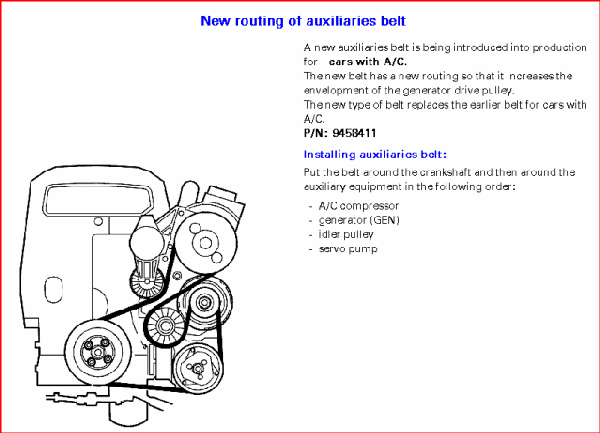 New routing of auxiliaries belt
A new auxiliaries belt is being introduced into production
for cars with A/C.
The new belt has a new routing so that it increases the
envelopment of the generator drive pulley.
The new type of belt replaces the earlier belt for cars with
A/C.
P/N: 9458411
Installing auxiliaries belt:
Put the belt around the crankshaft and then around the
auxiliary equipment in the following order:
- A/C compressor
- generator (GEN)
- idler pulley
- servo pump